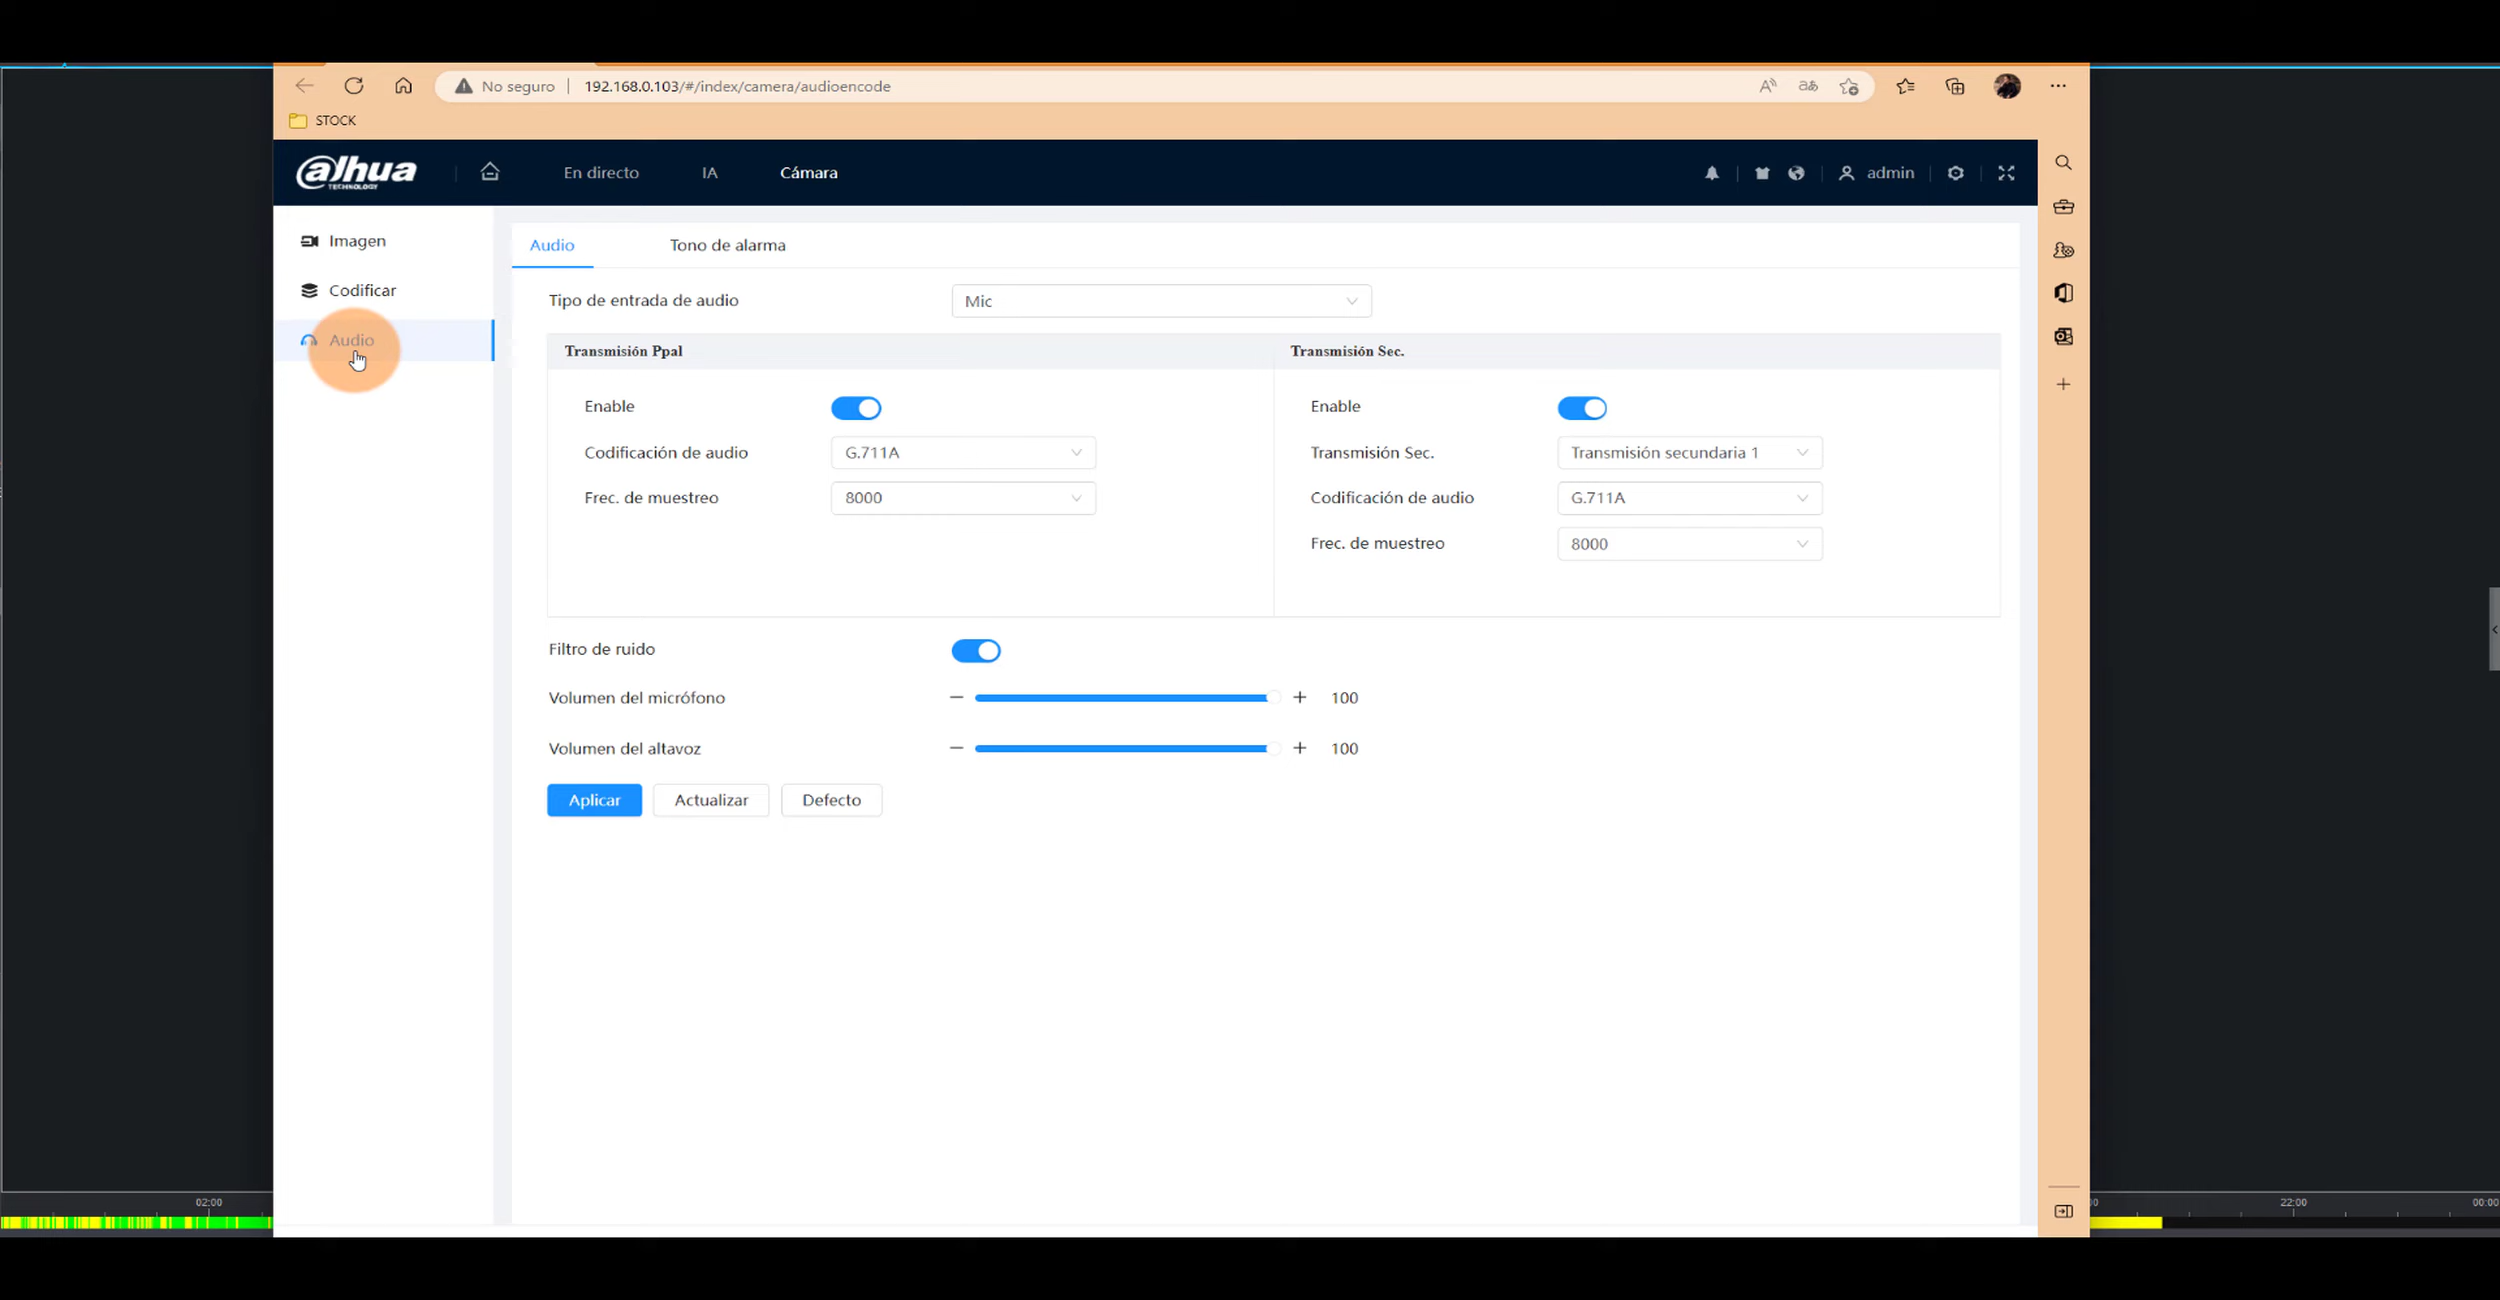 No seguro | 192.168.0.103/#/index/camera/audioencode
STOCK
alhua
TECHNOLOGY
En directo
IA
Cámara
admin
Imagen
Codificar
Audio
Audio
Tono de alarma
Tipo de entrada de audio
Mic
Transmisión Ppal
Transmisión Sec.
Enable
Enable
Codificación de audio
G.711A
Transmisión Sec.
Transmisión secundaria 1
Frec. de muestreo
8000
Codificación de audio
G.711A
Frec. de muestreo
8000
Filtro de ruido
Volumen del micrófono
100
Volumen del altavoz
100
Aplicar
Actualizar
Defecto
02:00
22:00
00:00